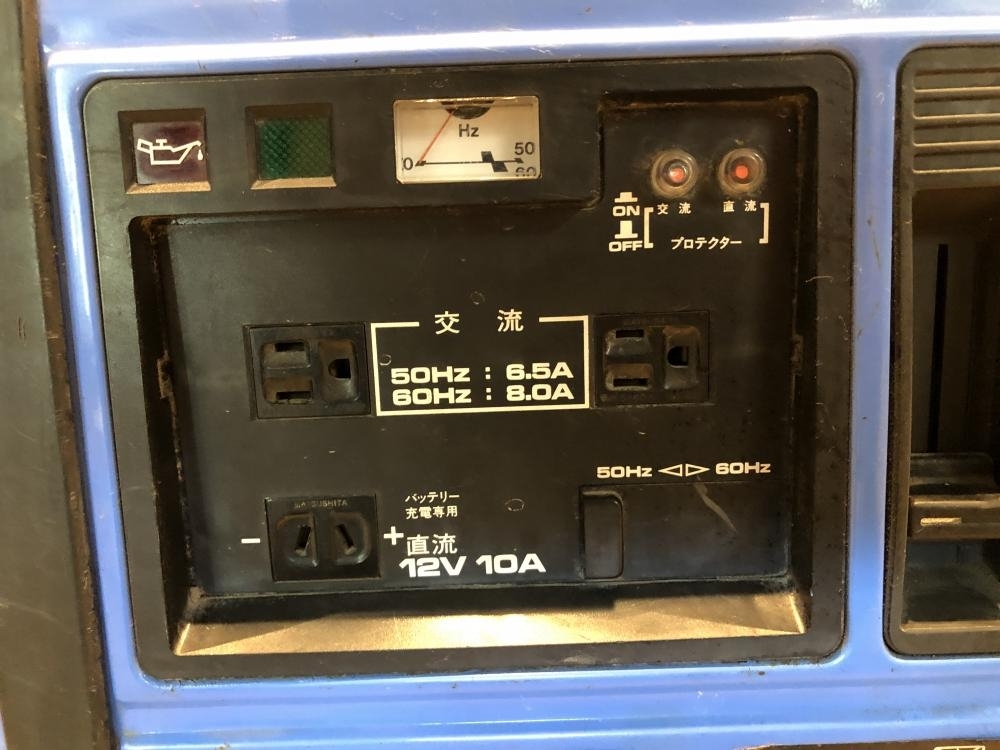 Hz
0 50
60
ON 交流 直流
OFF プロテクター
交 流
50Hz : 6.5A
60Hz : 8.0A
50Hz ◁▷ 60Hz
MATSUSHITA
バッテリー
充電専用
- + 直流
12V 10A